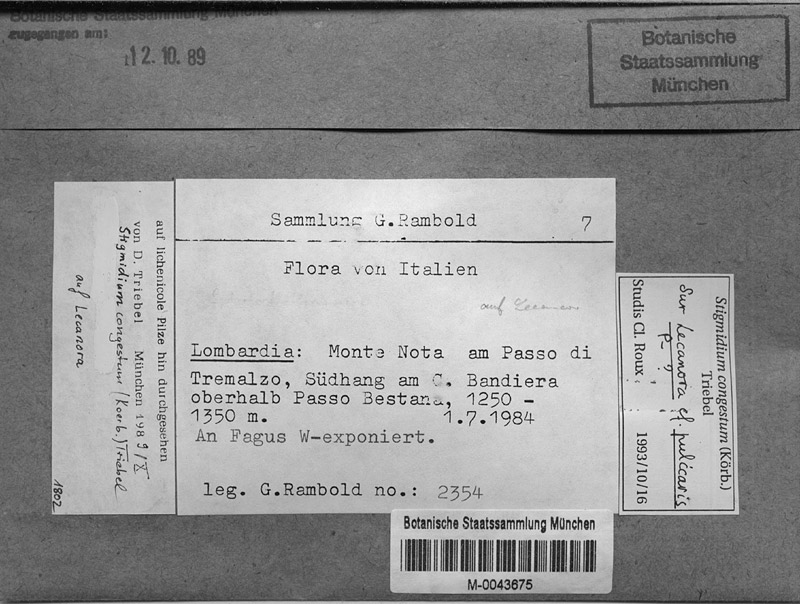 Botanische Staatssammlung München
zugegangen am:
12. 10. 89
Botanische
Staatssammlung
München
auf lichenicole Pilze hin durchgesehen
von D. Triebel München 1989/X
Stigmidium congestum (Koerb.) Triebel
auf Lecanora
1802
Sammlung G.Rambold 7
Flora von Italien
auf Lecanora
Lombardia: Monte Nota am Passo di
Tremalzo, Südhang am C. Bandiera
oberhalb Passo Bestana, 1250 -
1350 m. 1.7.1984
An Fagus W-exponiert.
leg. G.Rambold no.: 2354
Stigmidium congestum (Körb.)
Triebel
Sur Lecanora cf. pulicaris
Studis Cl. Roux, 1993/10/16
Botanische Staatssammlung München
M-0043675